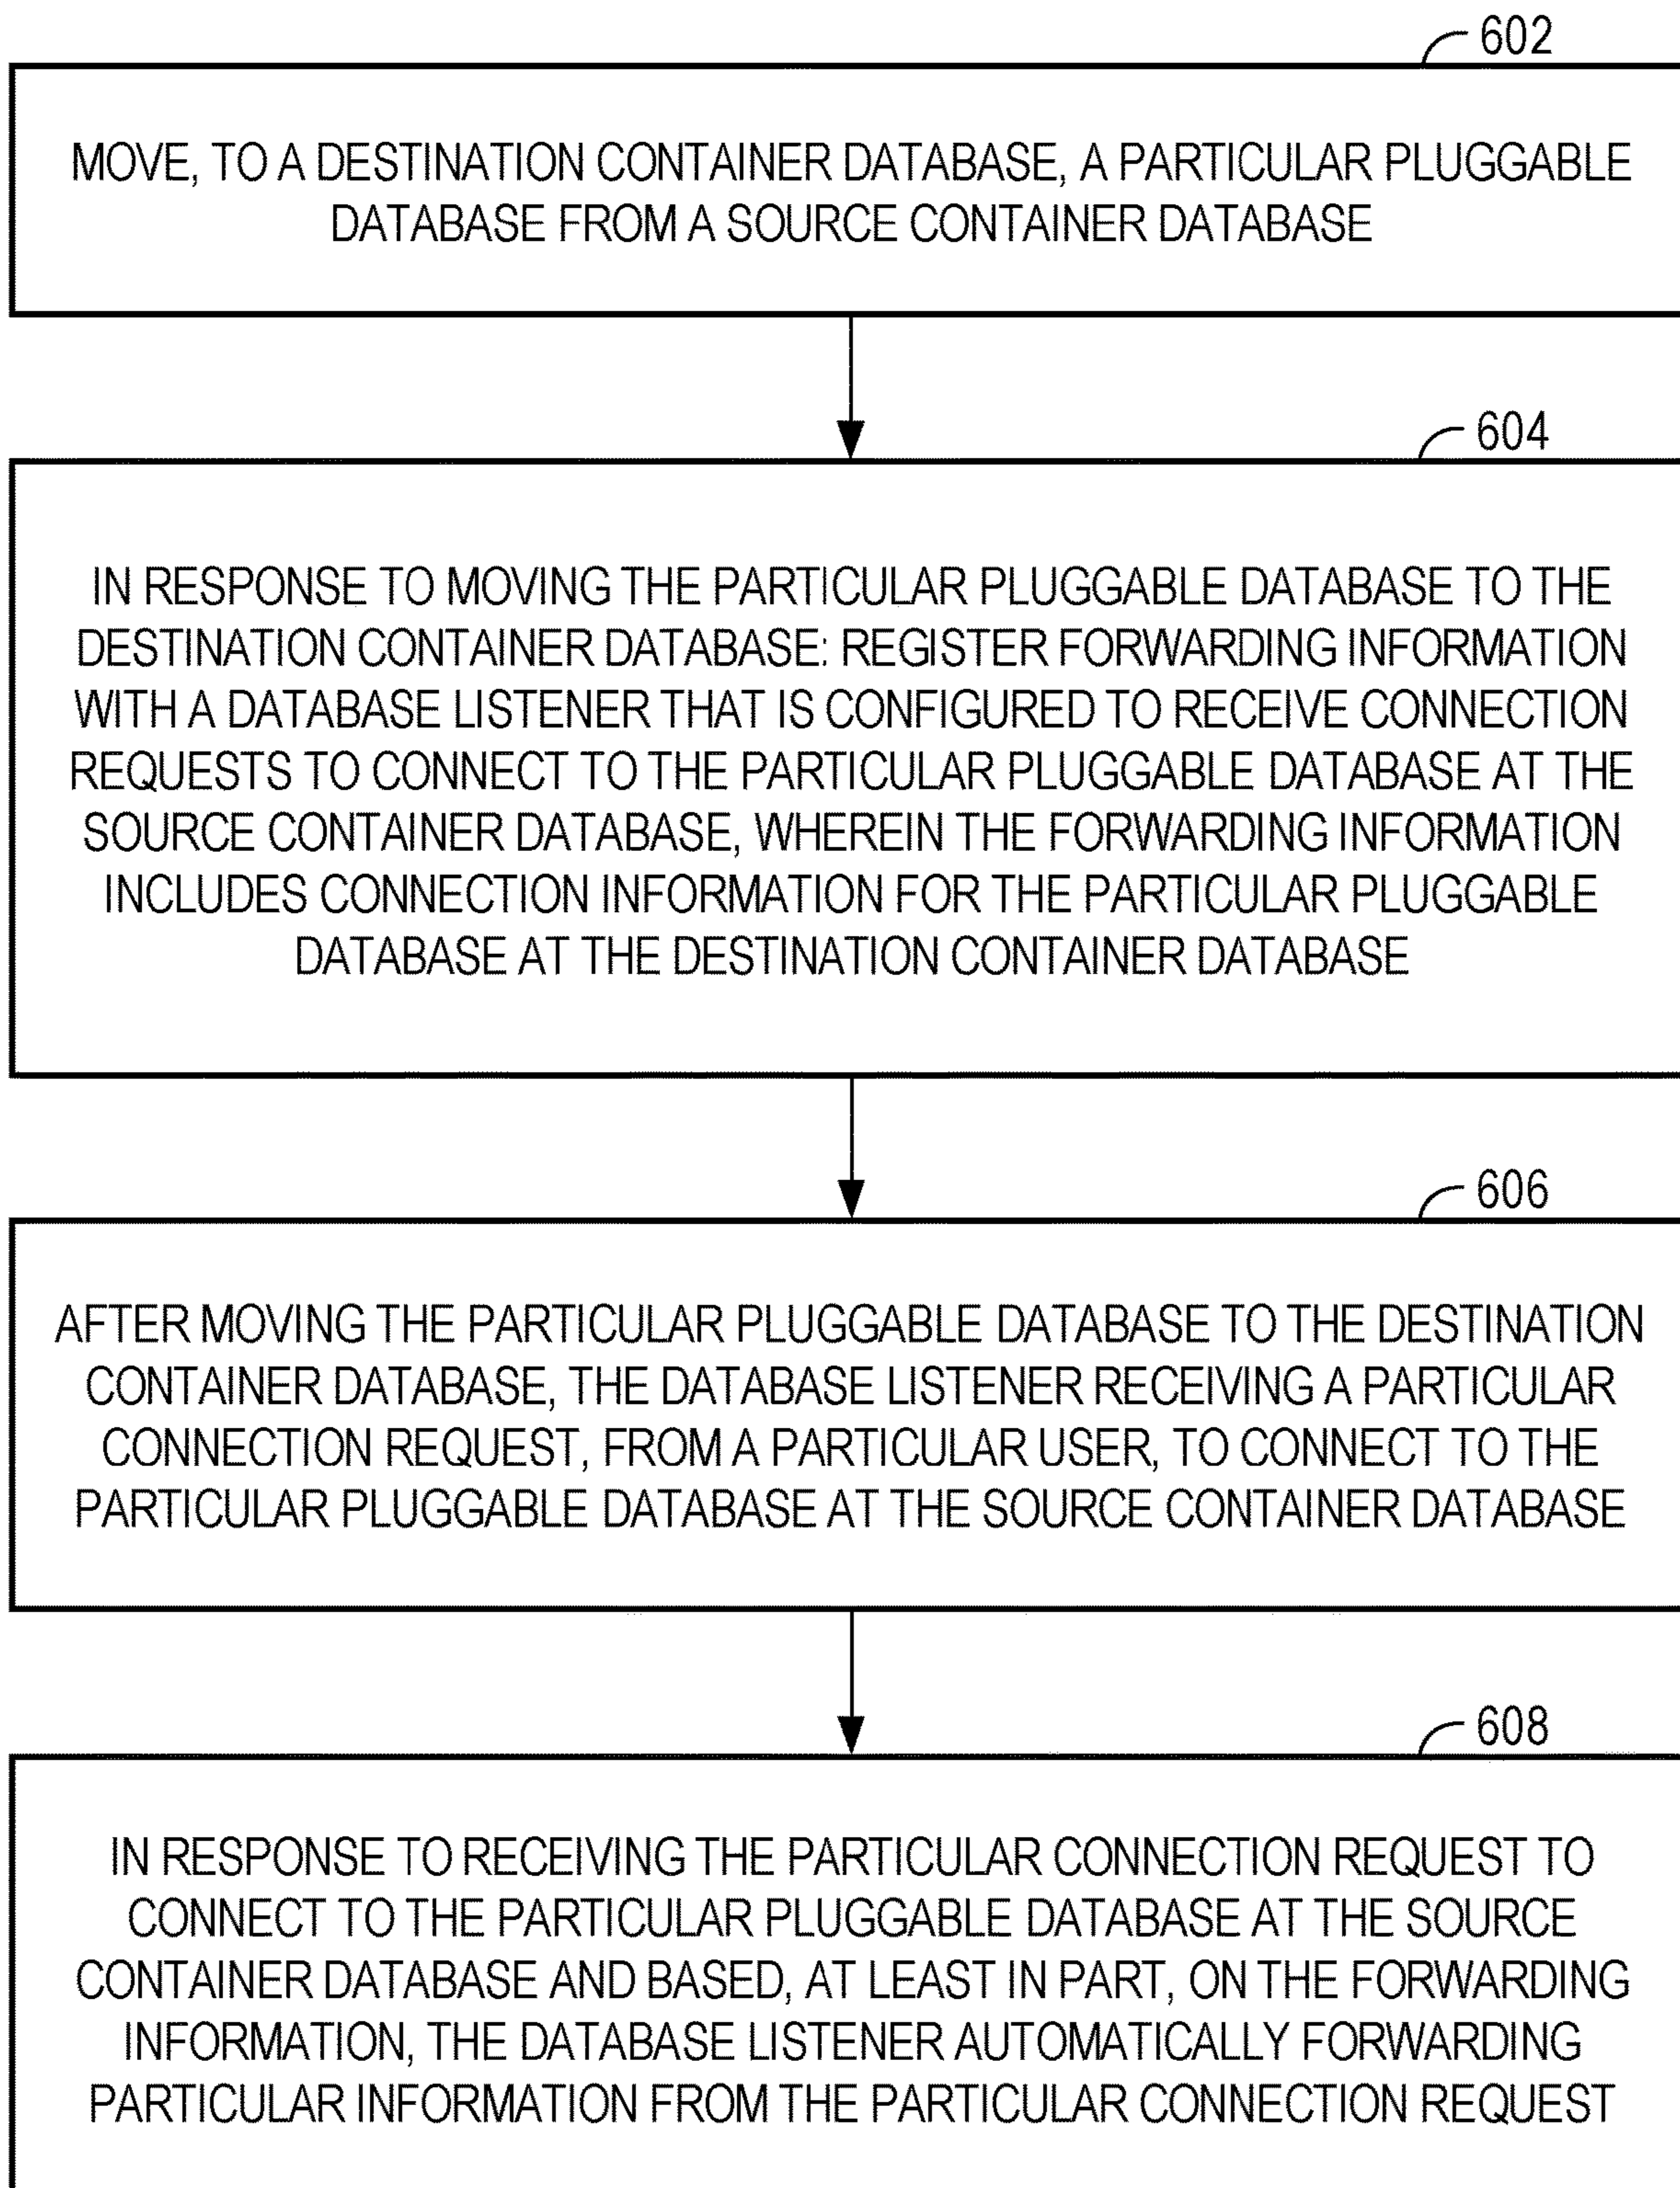 602
MOVE, TO A DESTINATION CONTAINER DATABASE, A PARTICULAR PLUGGABLE
DATABASE FROM A SOURCE CONTAINER DATABASE
604
IN RESPONSE TO MOVING THE PARTICULAR PLUGGABLE DATABASE TO THE
DESTINATION CONTAINER DATABASE: REGISTER FORWARDING INFORMATION
WITH A DATABASE LISTENER THAT IS CONFIGURED TO RECEIVE CONNECTION
REQUESTS TO CONNECT TO THE PARTICULAR PLUGGABLE DATABASE AT THE
SOURCE CONTAINER DATABASE, WHEREIN THE FORWARDING INFORMATION
INCLUDES CONNECTION INFORMATION FOR THE PARTICULAR PLUGGABLE
DATABASE AT THE DESTINATION CONTAINER DATABASE
606
AFTER MOVING THE PARTICULAR PLUGGABLE DATABASE TO THE DESTINATION
CONTAINER DATABASE, THE DATABASE LISTENER RECEIVING A PARTICULAR
CONNECTION REQUEST, FROM A PARTICULAR USER, TO CONNECT TO THE
PARTICULAR PLUGGABLE DATABASE AT THE SOURCE CONTAINER DATABASE
608
IN RESPONSE TO RECEIVING THE PARTICULAR CONNECTION REQUEST TO
CONNECT TO THE PARTICULAR PLUGGABLE DATABASE AT THE SOURCE
CONTAINER DATABASE AND BASED, AT LEAST IN PART, ON THE FORWARDING
INFORMATION, THE DATABASE LISTENER AUTOMATICALLY FORWARDING
PARTICULAR INFORMATION FROM THE PARTICULAR CONNECTION REQUEST